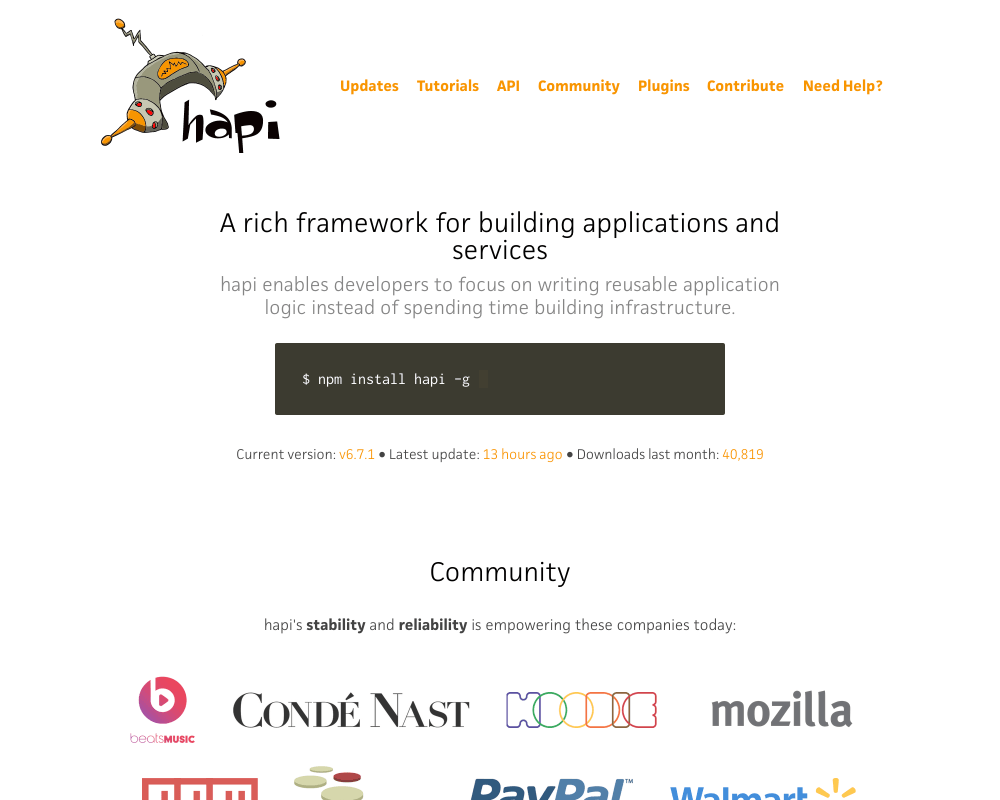 hapi
Updates Tutorials API Community Plugins Contribute Need Help?
A rich framework for building applications and
services
hapi enables developers to focus on writing reusable application
logic instead of spending time building infrastructure.
$ npm install hapi -g
Current version: v6.7.1 ● Latest update: 13 hours ago ● Downloads last month: 40,819
Community
hapi's stability and reliability is empowering these companies today:
b
beatsMUSIC CONDÉ NAST HOODIE mozilla
npm PayPal™ Walmart